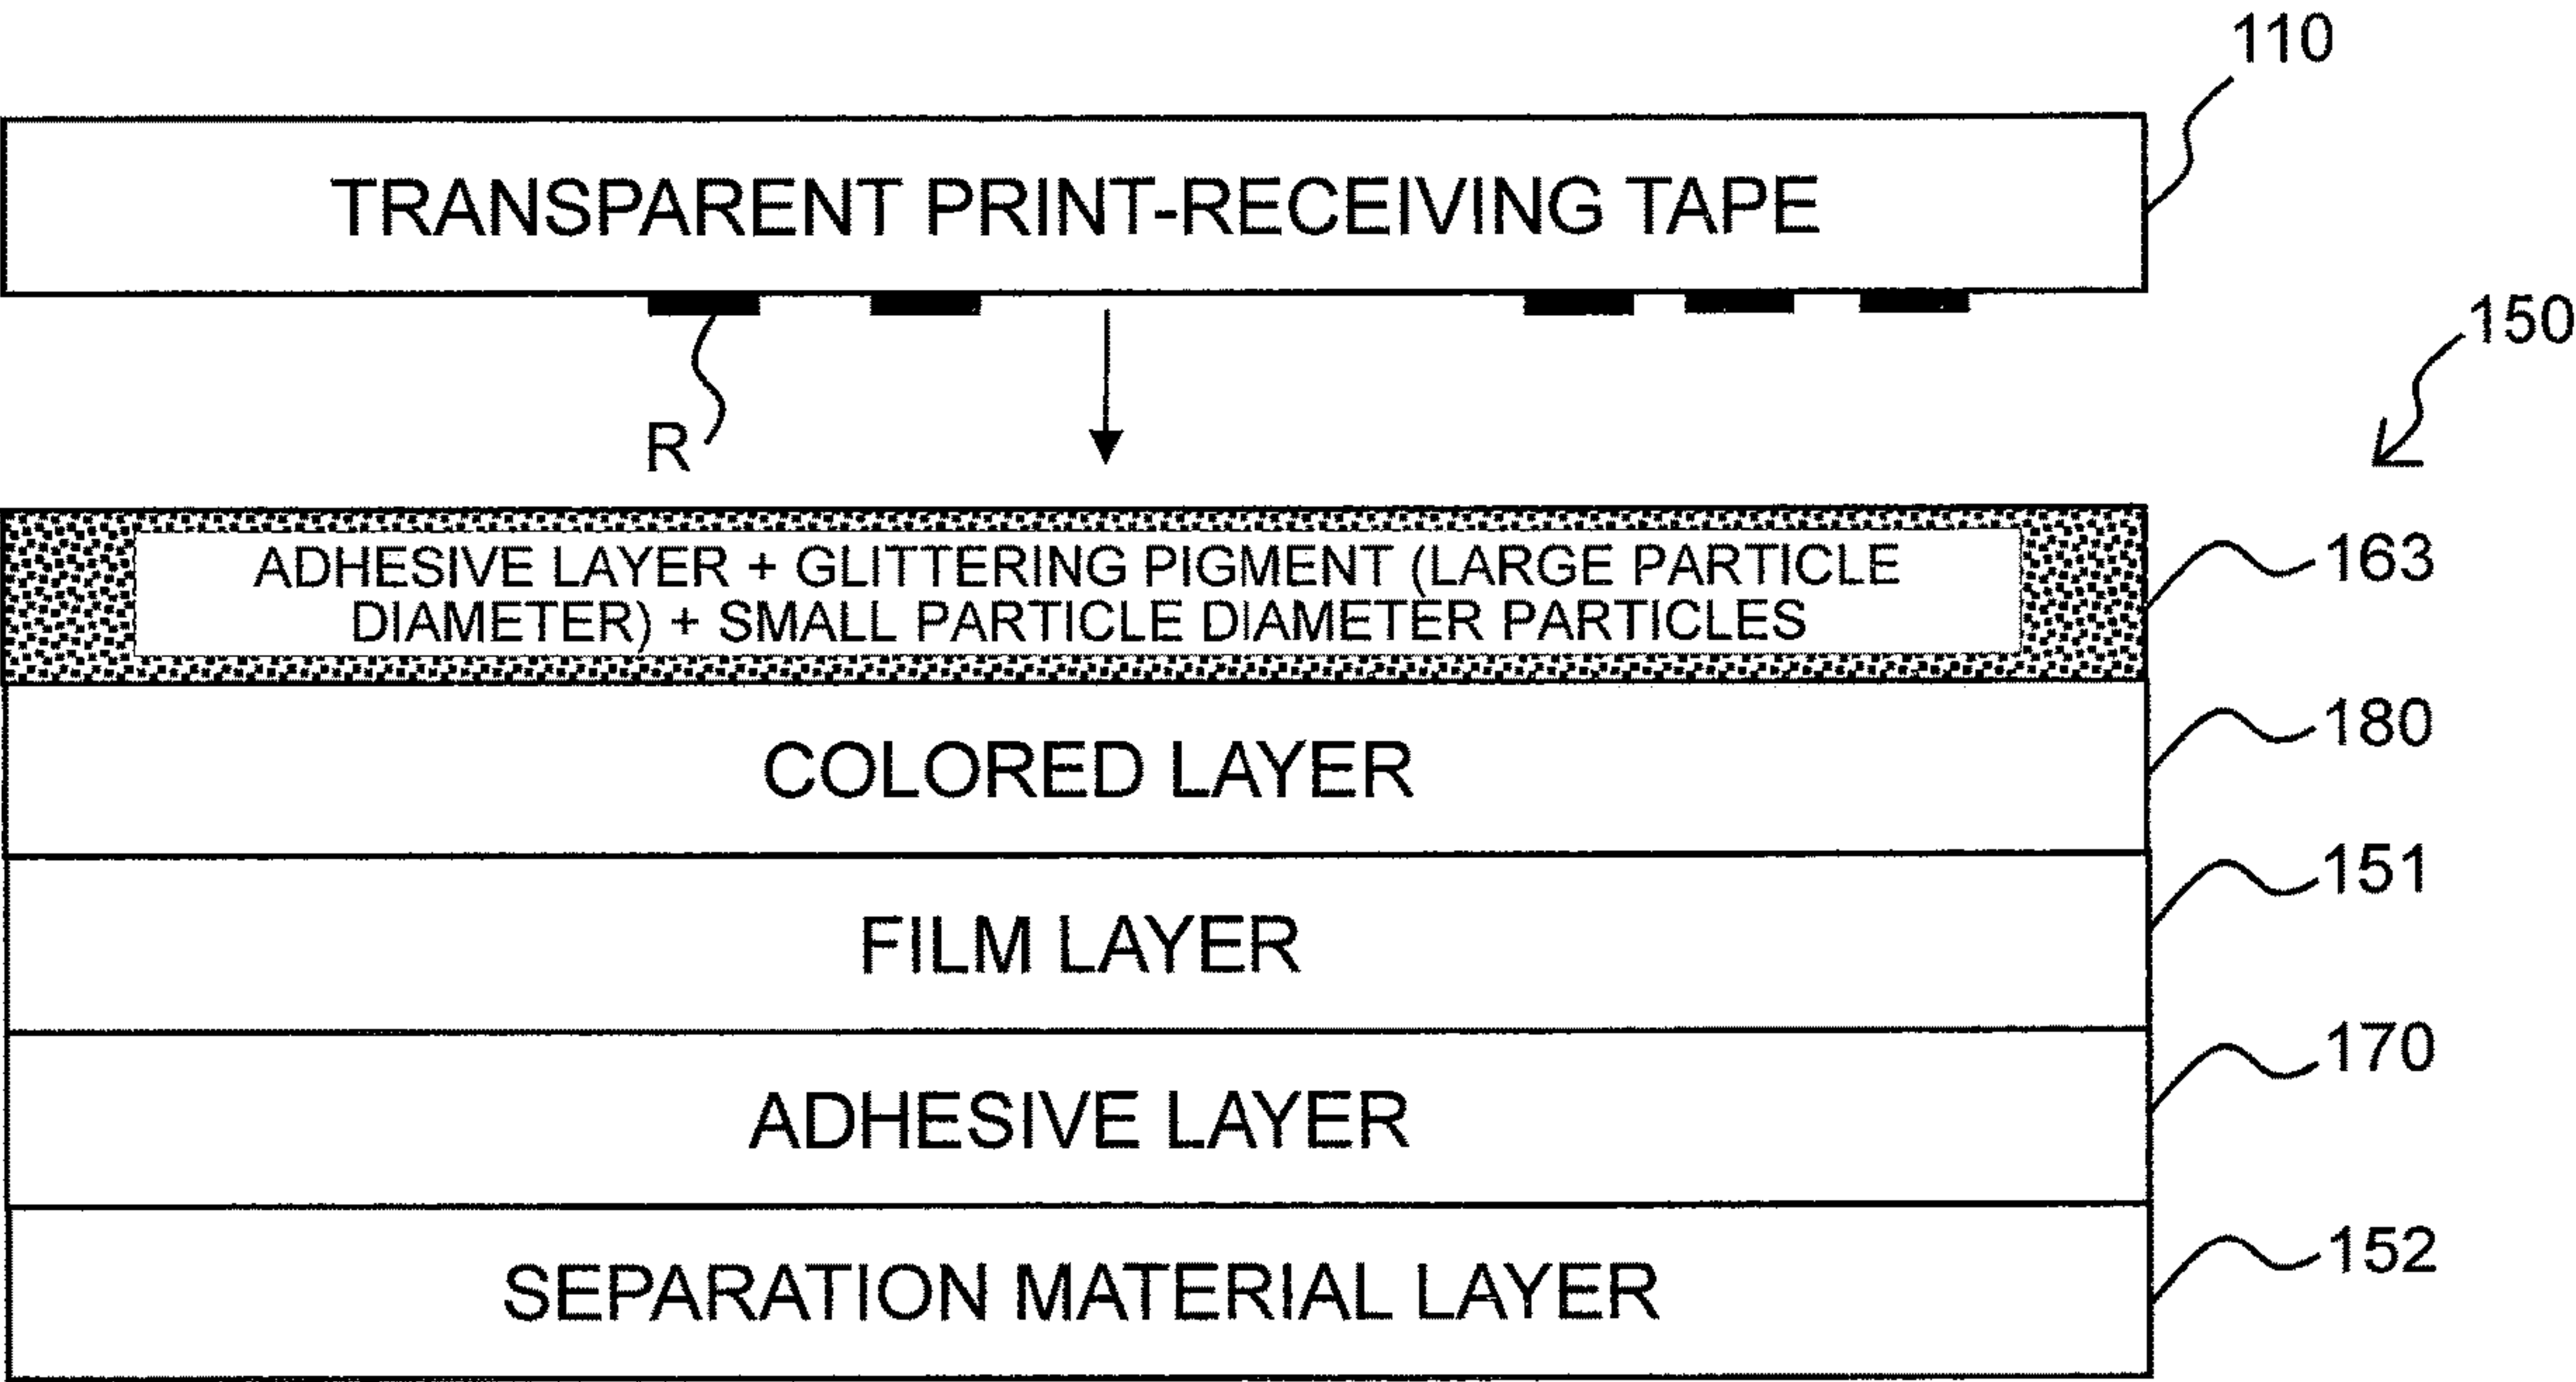 110
TRANSPARENT PRINT-RECEIVING TAPE
150
R
ADHESIVE LAYER + GLITTERING PIGMENT (LARGE PARTICLE
DIAMETER) + SMALL PARTICLE DIAMETER PARTICLES
163
COLORED LAYER
180
FILM LAYER
151
ADHESIVE LAYER
170
SEPARATION MATERIAL LAYER
152